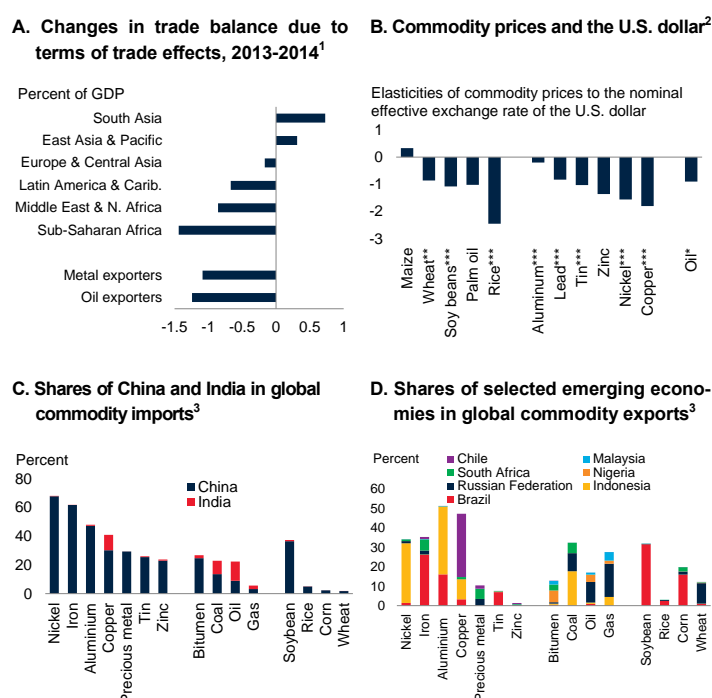 A. Changes in trade balance due to
terms of trade effects, 2013-2014¹
Percent of GDP
South Asia
East Asia & Pacific
Europe & Central Asia
Latin America & Carib.
Middle East & N. Africa
Sub-Saharan Africa
Metal exporters
Oil exporters
-1.5 -1 -0.5 0 0.5 1
B. Commodity prices and the U.S. dollar²
Elasticities of commodity prices to the nominal
effective exchange rate of the U.S. dollar
1
0
-1
-2
-3
Maize
Wheat**
Soy beans***
Palm oil
Rice***
Aluminum***
Lead***
Tin***
Zinc
Nickel***
Copper***
Oil*
C. Shares of China and India in global
commodity imports³
Percent
80
60
40
20
0
China
India
Nickel
Iron
Aluminium
Copper
Precious metal
Tin
Zinc
Bitumen
Coal
Oil
Gas
Soybean
Rice
Corn
Wheat
D. Shares of selected emerging econo-
mies in global commodity exports³
Percent
60
50
40
30
20
10
0
Chile
South Africa
Russian Federation
Brazil
Malaysia
Nigeria
Indonesia
Nickel
Iron
Aluminium
Copper
Precious metal
Tin
Zinc
Bitumen
Coal
Oil
Gas
Soybean
Rice
Corn
Wheat